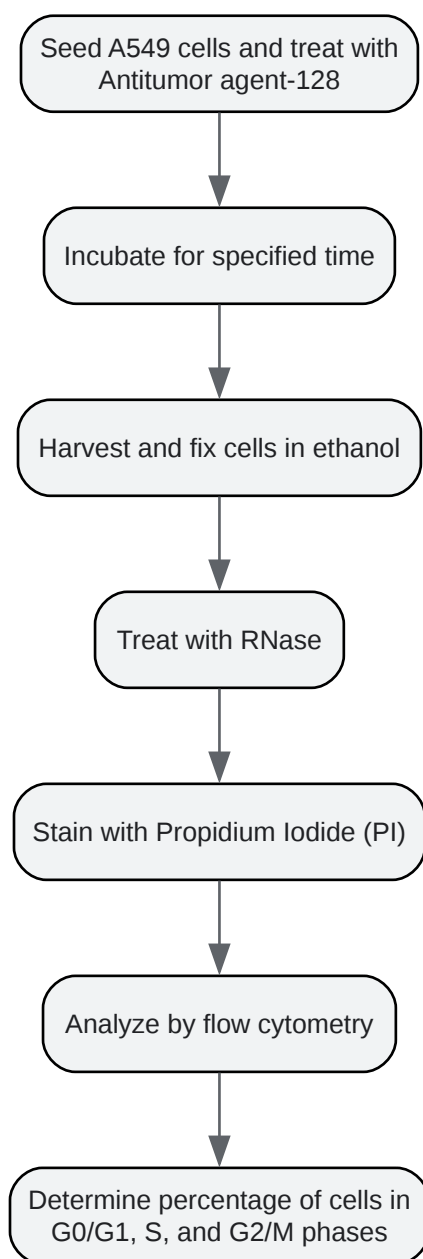 Seed A549 cells and treat with
Antitumor agent-128
Incubate for specified time
Harvest and fix cells in ethanol
Treat with RNase
Stain with Propidium Iodide (PI)
Analyze by flow cytometry
Determine percentage of cells in
G0/G1, S, and G2/M phases